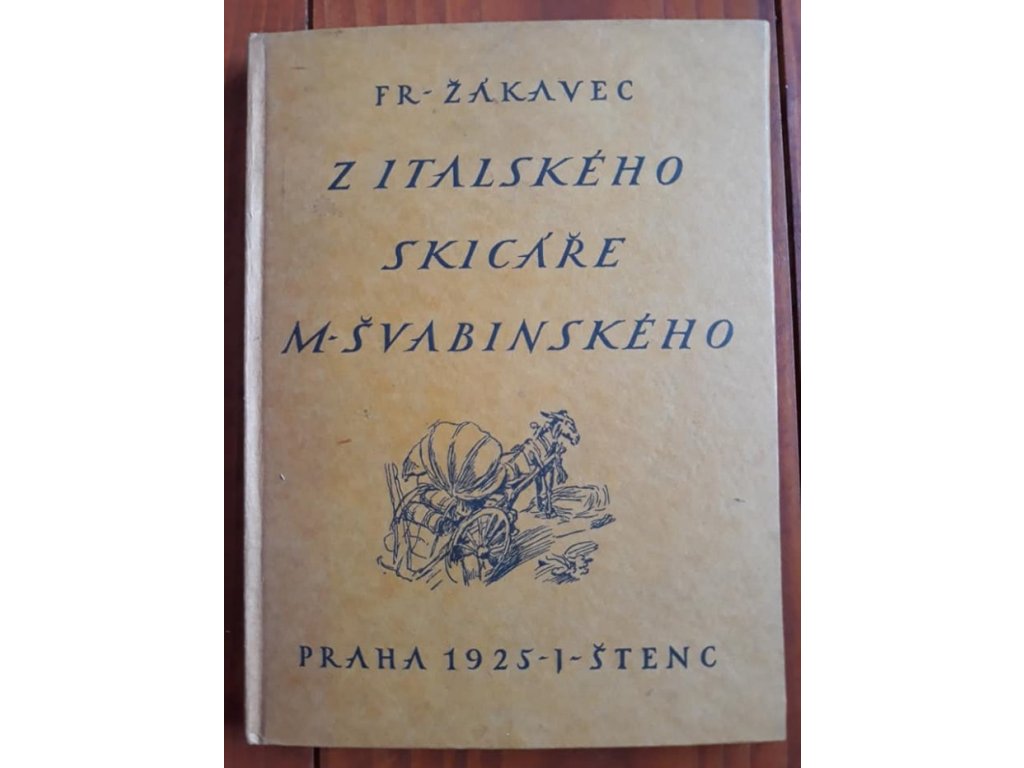 FR-ŽÁKAVEC
Z ITALSKÉHO
SKICÁŘE
M-ŠVABINSKÉHO
PRAHA 1925-J-ŠTENC